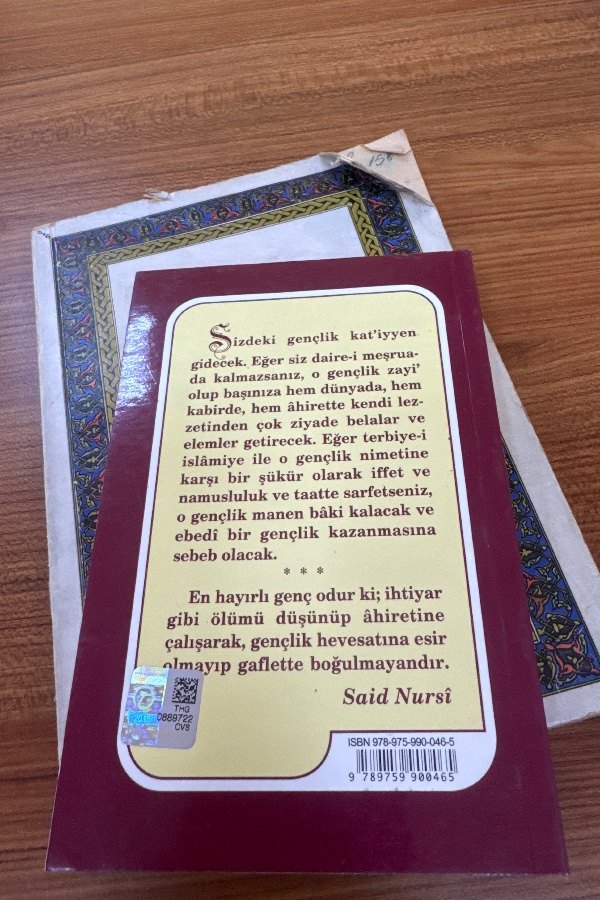 158
Sizdeki gençlik kat'iyyen
gidecek. Eğer siz daire-i meşrua-
da kalmazsanız, o gençlik zayi'
olup başınıza hem dünyada, hem
kabirde, hem âhirette kendi lez-
zetinden çok ziyade belalar ve
elemler getirecek. Eğer terbiye-i
islâmiye ile o gençlik nimetine
karşı bir şükür olarak iffet ve
namusluluk ve taatte sarfetseniz,
o gençlik manen bâki kalacak ve
ebedî bir gençlik kazanmasına
sebeb olacak.
* * *
En hayırlı genç odur ki; ihtiyar
gibi ölümü düşünüp âhiretine
çalışarak, gençlik hevesatına esir
olmayıp gaflette boğulmayandır.
Said Nursî
THG
0889722
CVS
ISBN 978-975-990-046-5
9 789759 900465